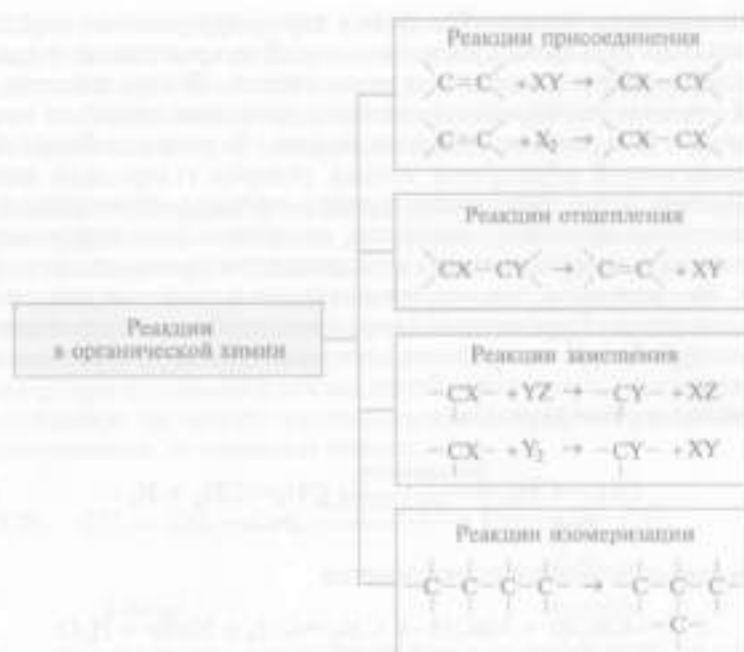 Реакции присоединения
C=C +XY → CX−CY
C=C +X₂ → CX−CX
Реакции отщепления
CX−CY → C=C +XY
Реакции
в органической химии
Реакции замещения
−CX− +YZ → −CY− +XZ
−CX− +Y₂ → −CY− +XY
Реакции изомеризации
−C−C−C−C− → −C−C−C−
−C−